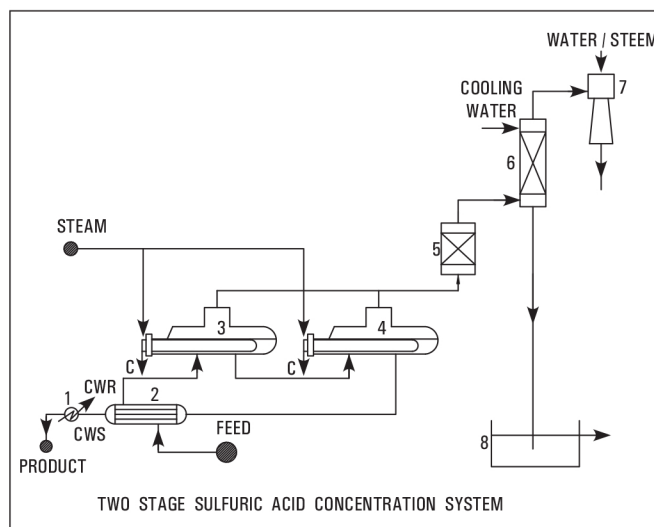 WATER / STEEM
7
COOLING
WATER
6
STEAM
5
3
4
C
C
CWR
1
2
CWS
FEED
PRODUCT
8
TWO STAGE SULFURIC ACID CONCENTRATION SYSTEM